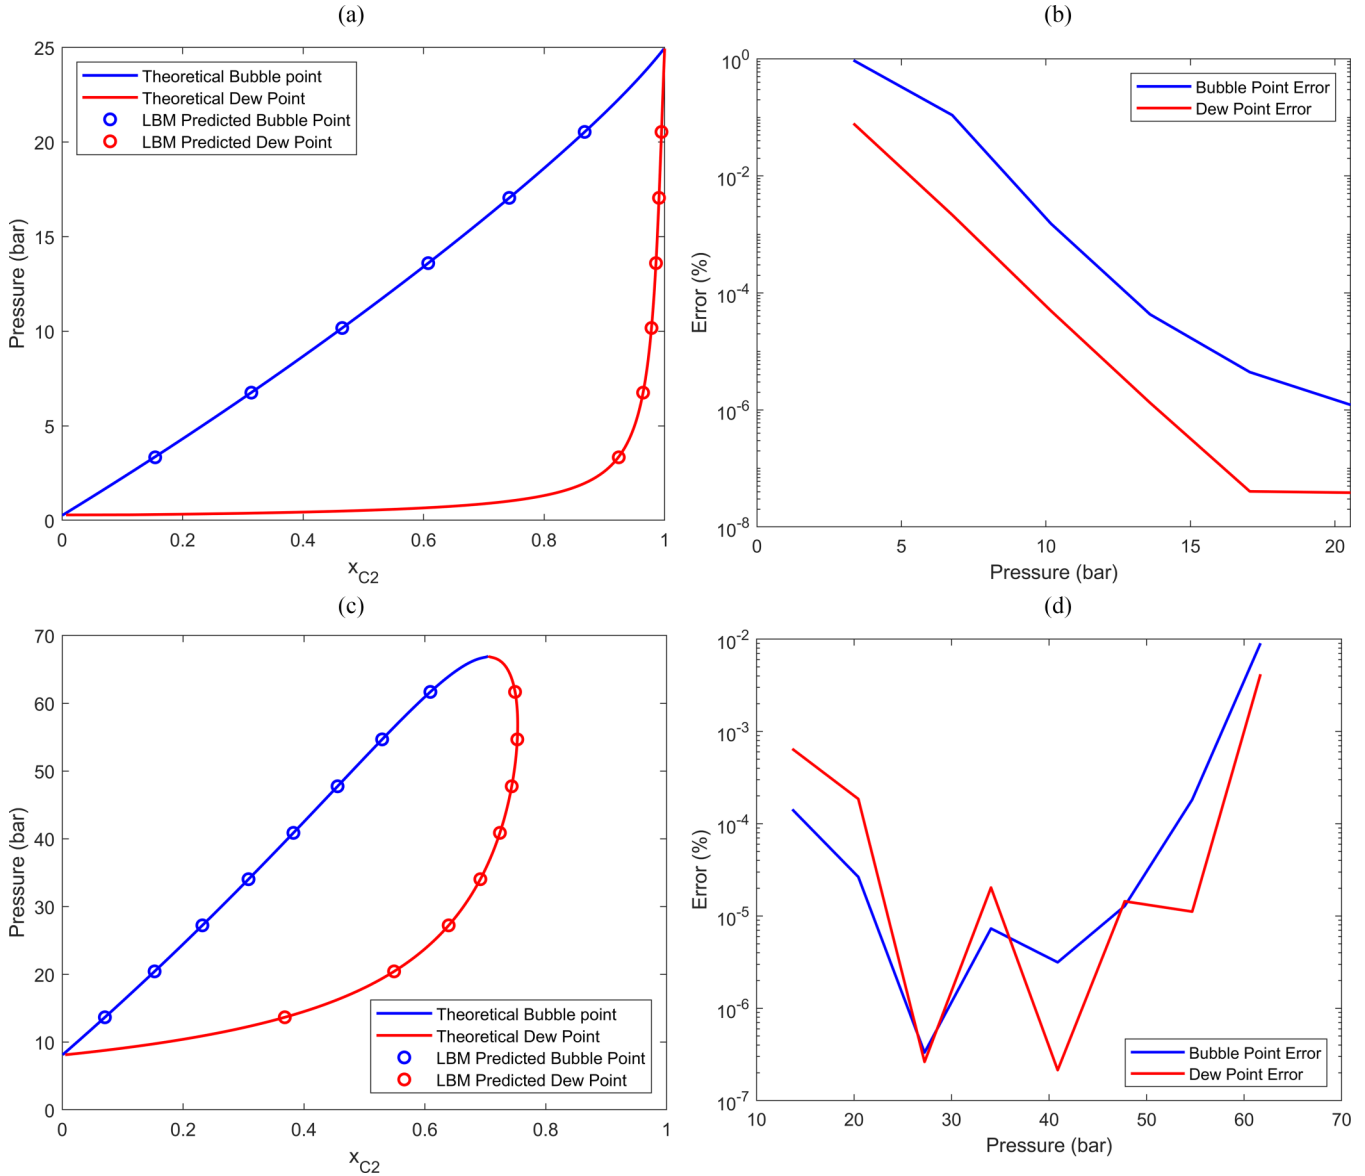 (a)
25
20
15
10
5
0
0
0.2
0.4
0.6
0.8
1
Pressure (bar)
x_C2
Theoretical Bubble point
Theoretical Dew Point
LBM Predicted Bubble Point
LBM Predicted Dew Point
(b)
10^0
10^-2
10^-4
10^-6
10^-8
0
5
10
15
20
Error (%)
Pressure (bar)
Bubble Point Error
Dew Point Error
(c)
70
60
50
40
30
20
10
0
0
0.2
0.4
0.6
0.8
1
Pressure (bar)
x_C2
Theoretical Bubble point
Theoretical Dew Point
LBM Predicted Bubble Point
LBM Predicted Dew Point
(d)
10^-2
10^-3
10^-4
10^-5
10^-6
10^-7
10
20
30
40
50
60
70
Error (%)
Pressure (bar)
Bubble Point Error
Dew Point Error